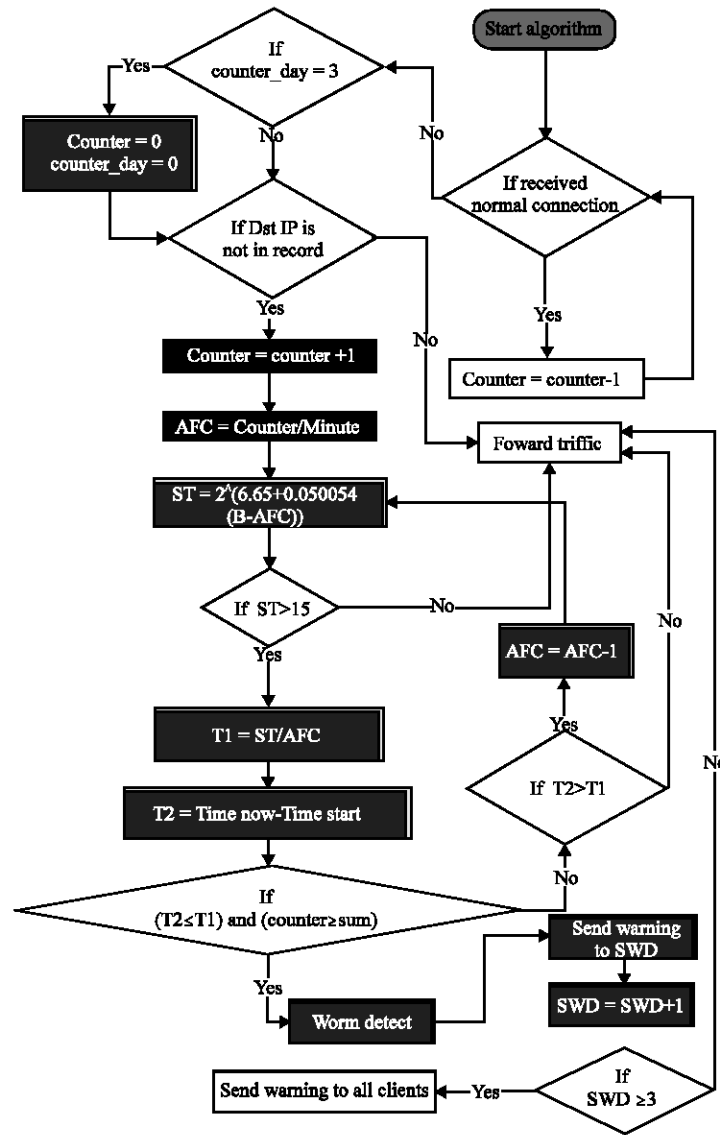 Start algorithm
If
counter_day = 3
Yes
No
No
Counter = 0
counter_day = 0
If received
normal connection
If Dst IP is
not in record
Yes
Yes
No
Counter = counter +1
Counter = counter-1
AFC = Counter/Minute
Foward triffic
ST = 2^(6.65+0.050054
(B-AFC))
If ST>15
No
No
Yes
AFC = AFC-1
T1 = ST/AFC
Yes
No
If T2>T1
T2 = Time now-Time start
If
(T2≤T1) and (counter≥sum)
No
Send warning
to SWD
Yes
Worm detect
SWD = SWD+1
If
SWD ≥3
Yes
Send warning to all clients